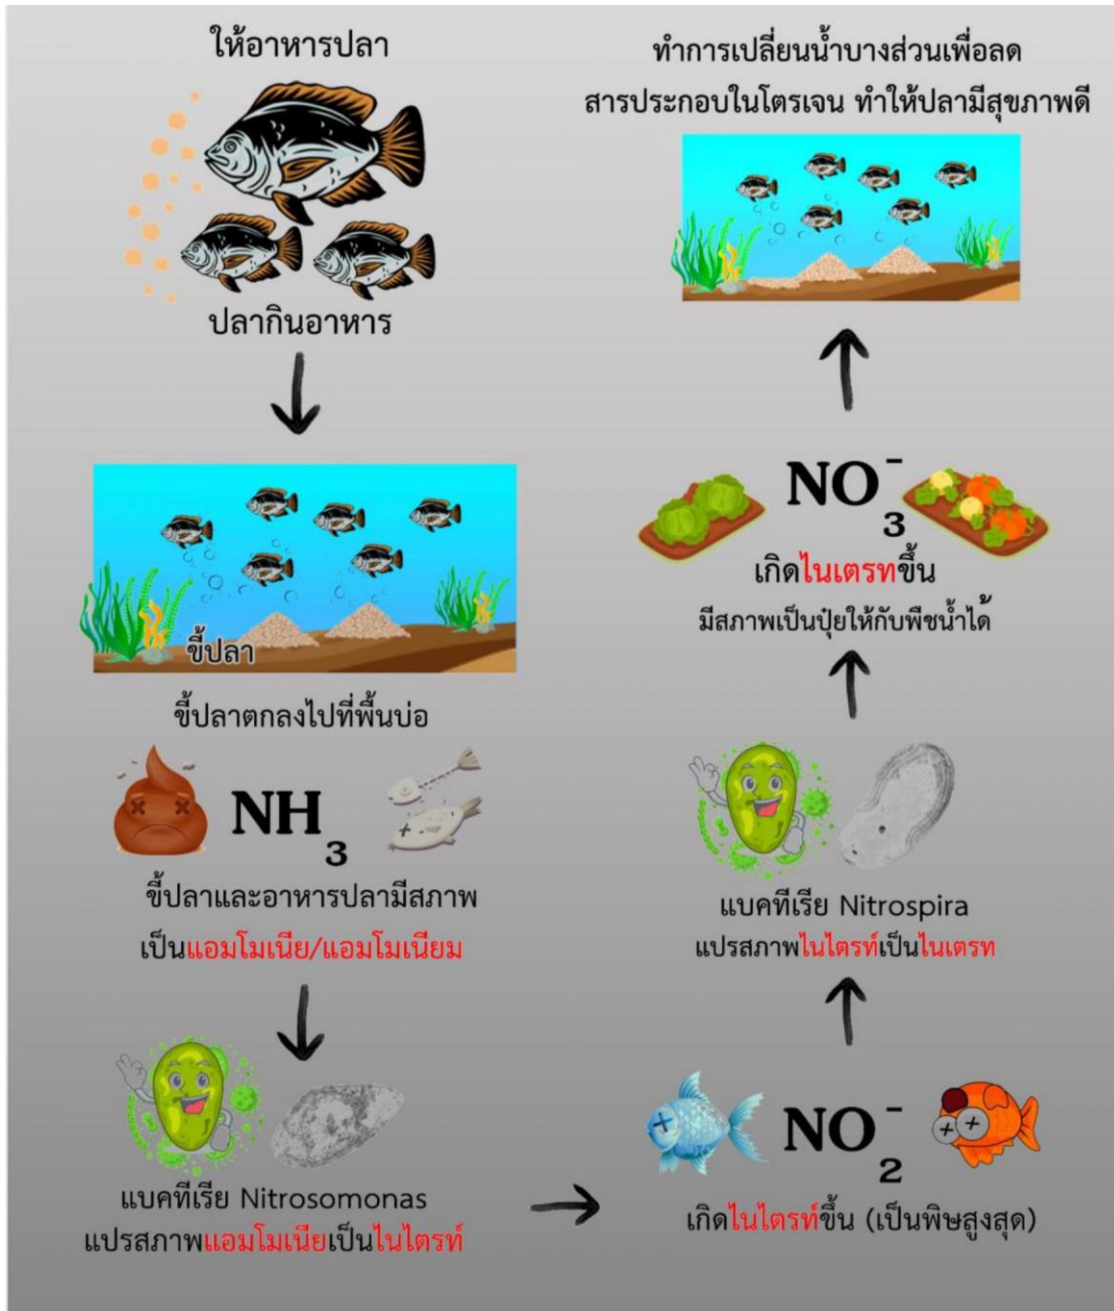 ให้อาหารปลา
ปลากินอาหาร
ขี้ปลา
ขี้ปลาตกลงไปที่พื้นบ่อ
NH3
ขี้ปลาและอาหารปลามีสภาพ
เป็นแอมโมเนีย/แอมโมเนียม
แบคทีเรีย Nitrosomonas
แปรสภาพแอมโมเนียเป็นไนไตรท์
NO2-
เกิดไนไตรท์ขึ้น (เป็นพิษสูงสุด)
แบคทีเรีย Nitrospira
แปรสภาพไนไตรท์เป็นไนเตรท
NO3-
เกิดไนเตรทขึ้น
มีสภาพเป็นปุ๋ยให้กับพืชน้ำได้
ทำการเปลี่ยนน้ำบางส่วนเพื่อลด
สารประกอบไนโตรเจน ทำให้ปลามีสุขภาพดี